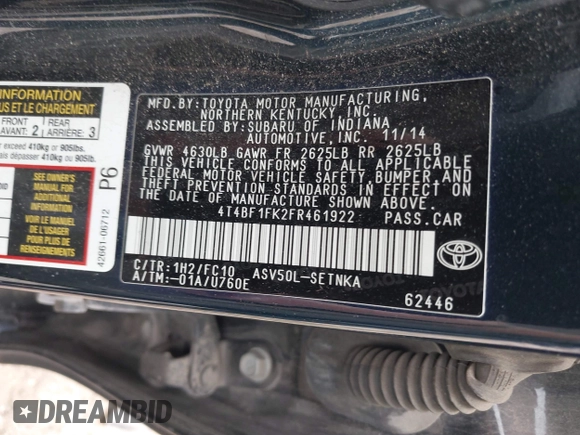 INFORMATION
US ET LE CHARGEMENT
FRONT
AVANT: 2
REAR
ARRIÈRE: 3
exceed 410kg or 905lbs.
dépasser 410kg ou 905lb.
SEE OWNER'S
MANUAL FOR
ADDITIONAL
INFORMATION
VOIR LE
MANUEL
DE L'USAGER
POUR PLUS DE
RENSEIGNEMENTS
P6
42661-06712
MFD.BY:TOYOTA MOTOR MANUFACTURING,
NORTHERN KENTUCKY, INC.
ASSEMBLED BY:SUBARU OF INDIANA
AUTOMOTIVE, INC. 11/14
GVWR 4630LB GAWR FR 2625LB RR 2625LB
THIS VEHICLE CONFORMS TO ALL APPLICABLE
FEDERAL MOTOR VEHICLE SAFETY, BUMPER,
AND THEFT PREVENTION STANDARDS IN EFFECT ON
THE DATE OF MANUFACTURE SHOWN ABOVE.
4T4BF1FK2FR461922 PASS.CAR
C/TR:1H2/FC10 ASV50L-SETNKA
A/TM:-01A/U760E
TOYOTA
62446
DREAMBID